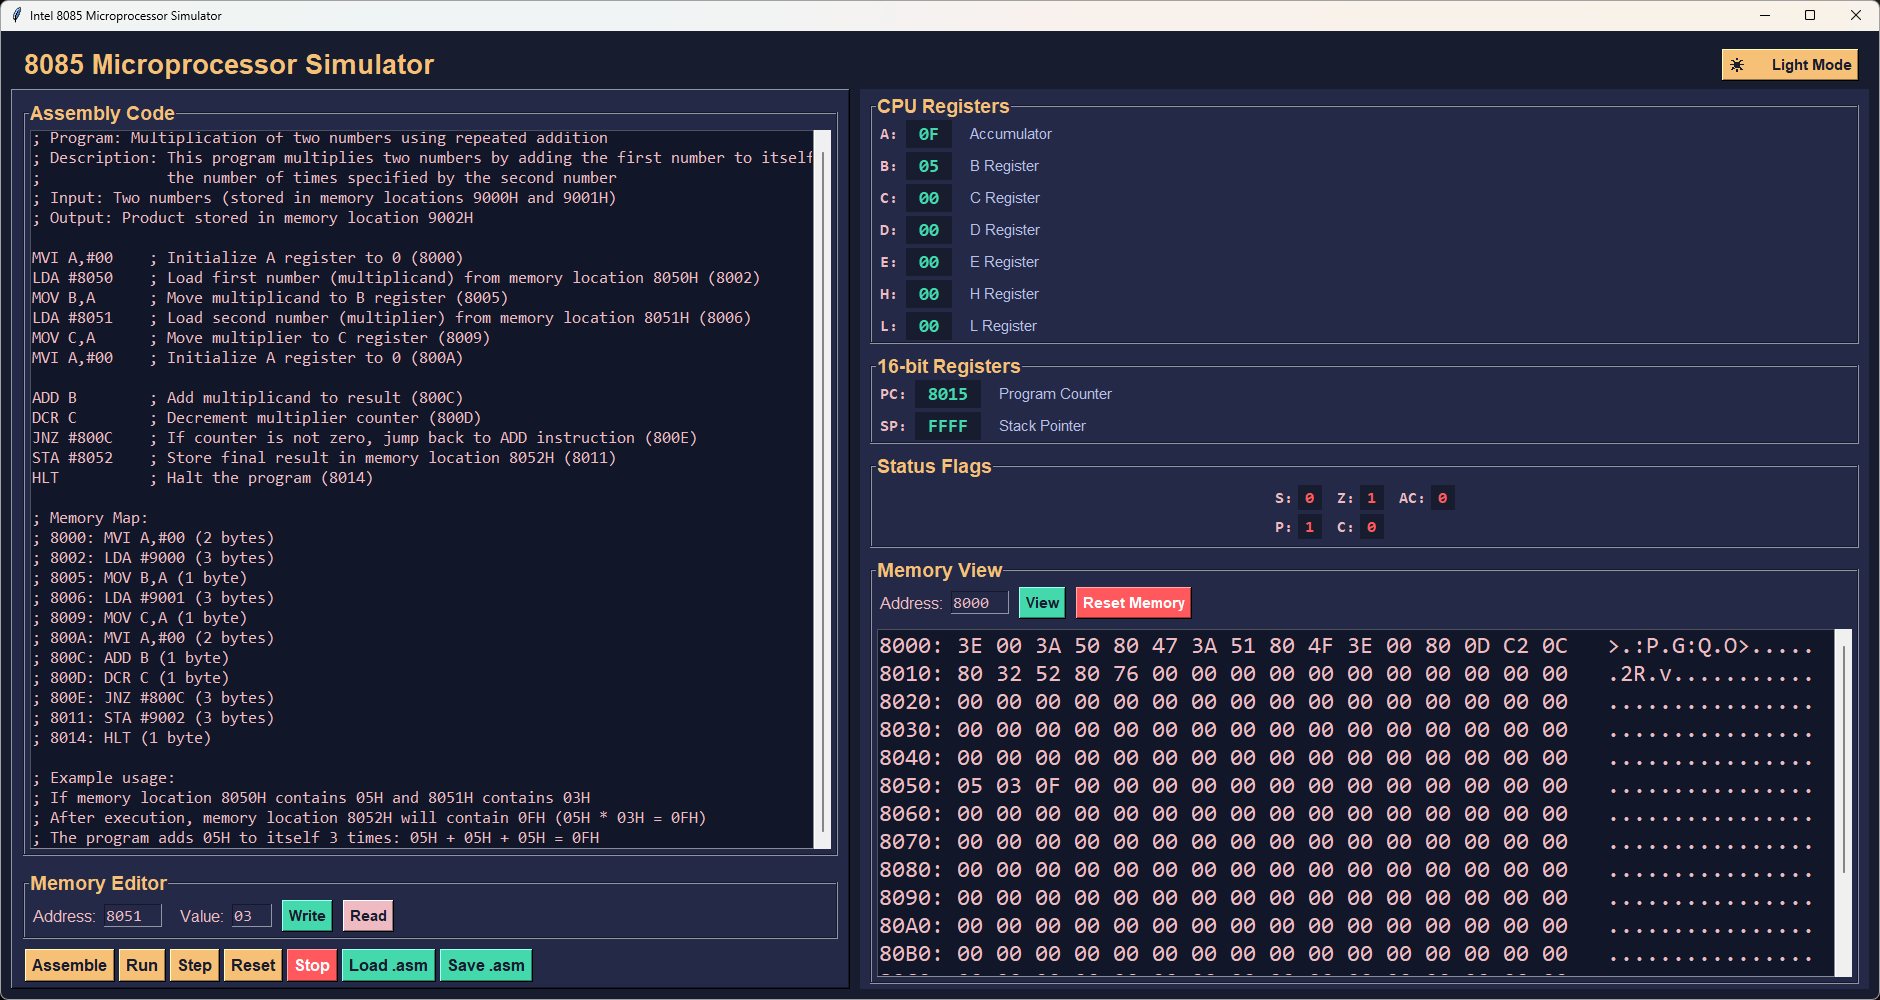 Intel 8085 Microprocessor Simulator
8085 Microprocessor Simulator
Light Mode
Assembly Code
; Program: Multiplication of two numbers using repeated addition
; Description: This program multiplies two numbers by adding the first number to itself
;              the number of times specified by the second number
; Input: Two numbers (stored in memory locations 9000H and 9001H)
; Output: Product stored in memory location 9002H
MVI A,#00    ; Initialize A register to 0 (8000)
LDA #8050    ; Load first number (multiplicand) from memory location 8050H (8002)
MOV B,A      ; Move multiplicand to B register (8005)
LDA #8051    ; Load second number (multiplier) from memory location 8051H (8006)
MOV C,A      ; Move multiplier to C register (8009)
MVI A,#00    ; Initialize A register to 0 (800A)
ADD B        ; Add multiplicand to result (800C)
DCR C        ; Decrement multiplier counter (800D)
JNZ #800C    ; If counter is not zero, jump back to ADD instruction (800E)
STA #8052    ; Store final result in memory location 8052H (8011)
HLT          ; Halt the program (8014)
; Memory Map:
; 8000: MVI A,#00 (2 bytes)
; 8002: LDA #9000 (3 bytes)
; 8005: MOV B,A (1 byte)
; 8006: LDA #9001 (3 bytes)
; 8009: MOV C,A (1 byte)
; 800A: MVI A,#00 (2 bytes)
; 800C: ADD B (1 byte)
; 800D: DCR C (1 byte)
; 800E: JNZ #800C (3 bytes)
; 8011: STA #9002 (3 bytes)
; 8014: HLT (1 byte)
; Example usage:
; If memory location 8050H contains 05H and 8051H contains 03H
; After execution, memory location 8052H will contain 0FH (05H * 03H = 0FH)
; The program adds 05H to itself 3 times: 05H + 05H + 05H = 0FH
Memory Editor
Address: 8051 Value: 03 Write Read
Assemble Run Step Reset Stop Load .asm Save .asm
CPU Registers
A: 0F Accumulator
B: 05 B Register
C: 00 C Register
D: 00 D Register
E: 00 E Register
H: 00 H Register
L: 00 L Register
16-bit Registers
PC: 8015 Program Counter
SP: FFFF Stack Pointer
Status Flags
S: 0 Z: 1 AC: 0
P: 1 C: 0
Memory View
Address: 8000 View Reset Memory
8000: 3E 00 3A 50 80 47 3A 51 80 4F 3E 00 80 0D C2 0C   >.:P.G:Q.O>.....
8010: 80 32 52 80 76 00 00 00 00 00 00 00 00 00 00 00   .2R.v...........
8020: 00 00 00 00 00 00 00 00 00 00 00 00 00 00 00 00   ................
8030: 00 00 00 00 00 00 00 00 00 00 00 00 00 00 00 00   ................
8040: 00 00 00 00 00 00 00 00 00 00 00 00 00 00 00 00   ................
8050: 05 03 0F 00 00 00 00 00 00 00 00 00 00 00 00 00   ................
8060: 00 00 00 00 00 00 00 00 00 00 00 00 00 00 00 00   ................
8070: 00 00 00 00 00 00 00 00 00 00 00 00 00 00 00 00   ................
8080: 00 00 00 00 00 00 00 00 00 00 00 00 00 00 00 00   ................
8090: 00 00 00 00 00 00 00 00 00 00 00 00 00 00 00 00   ................
80A0: 00 00 00 00 00 00 00 00 00 00 00 00 00 00 00 00   ................
80B0: 00 00 00 00 00 00 00 00 00 00 00 00 00 00 00 00   ................